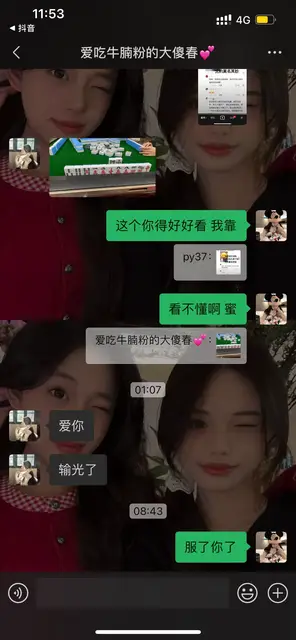 11:53
4G
抖音
爱吃牛腩粉的大傻春💕
这个你得好好看 我靠
py37：
看不懂啊 蜜
爱吃牛腩粉的大傻春💕：
01:07
爱你
输光了
08:43
服了你了